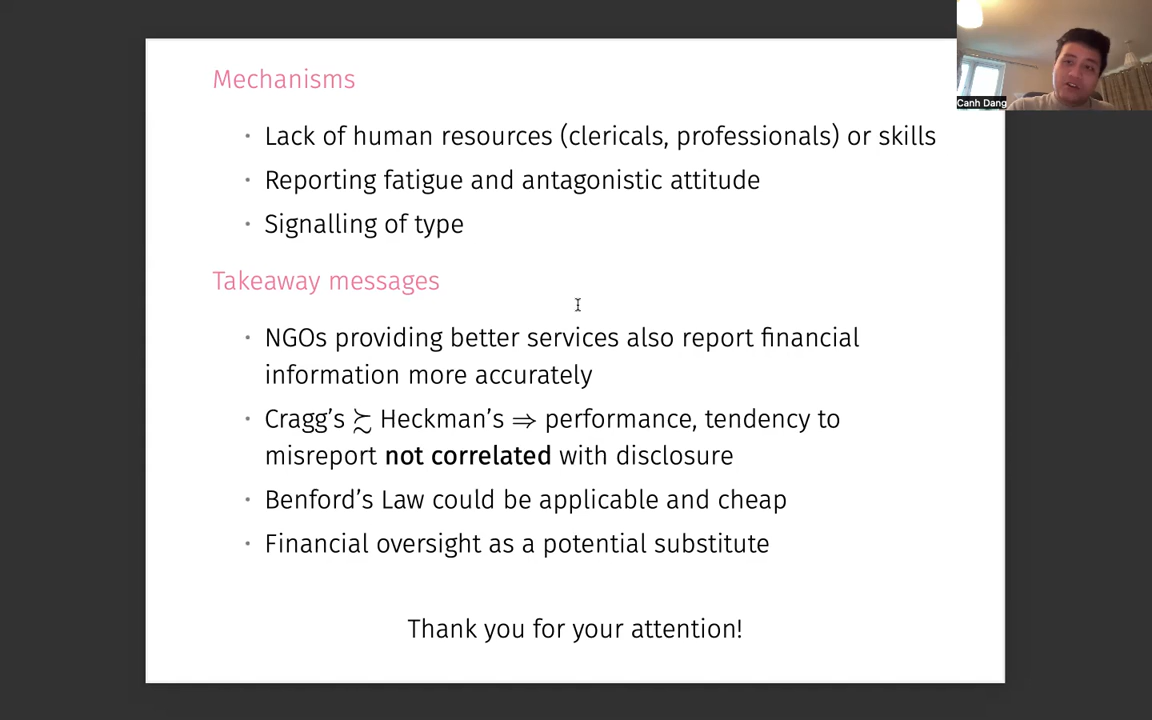 Canh Dang
Mechanisms
• Lack of human resources (clericals, professionals) or skills
• Reporting fatigue and antagonistic attitude
• Signalling of type
Takeaway messages
• NGOs providing better services also report financial
information more accurately
• Cragg’s ≿ Heckman’s ⇒ performance, tendency to
misreport not correlated with disclosure
• Benford’s Law could be applicable and cheap
• Financial oversight as a potential substitute
Thank you for your attention!